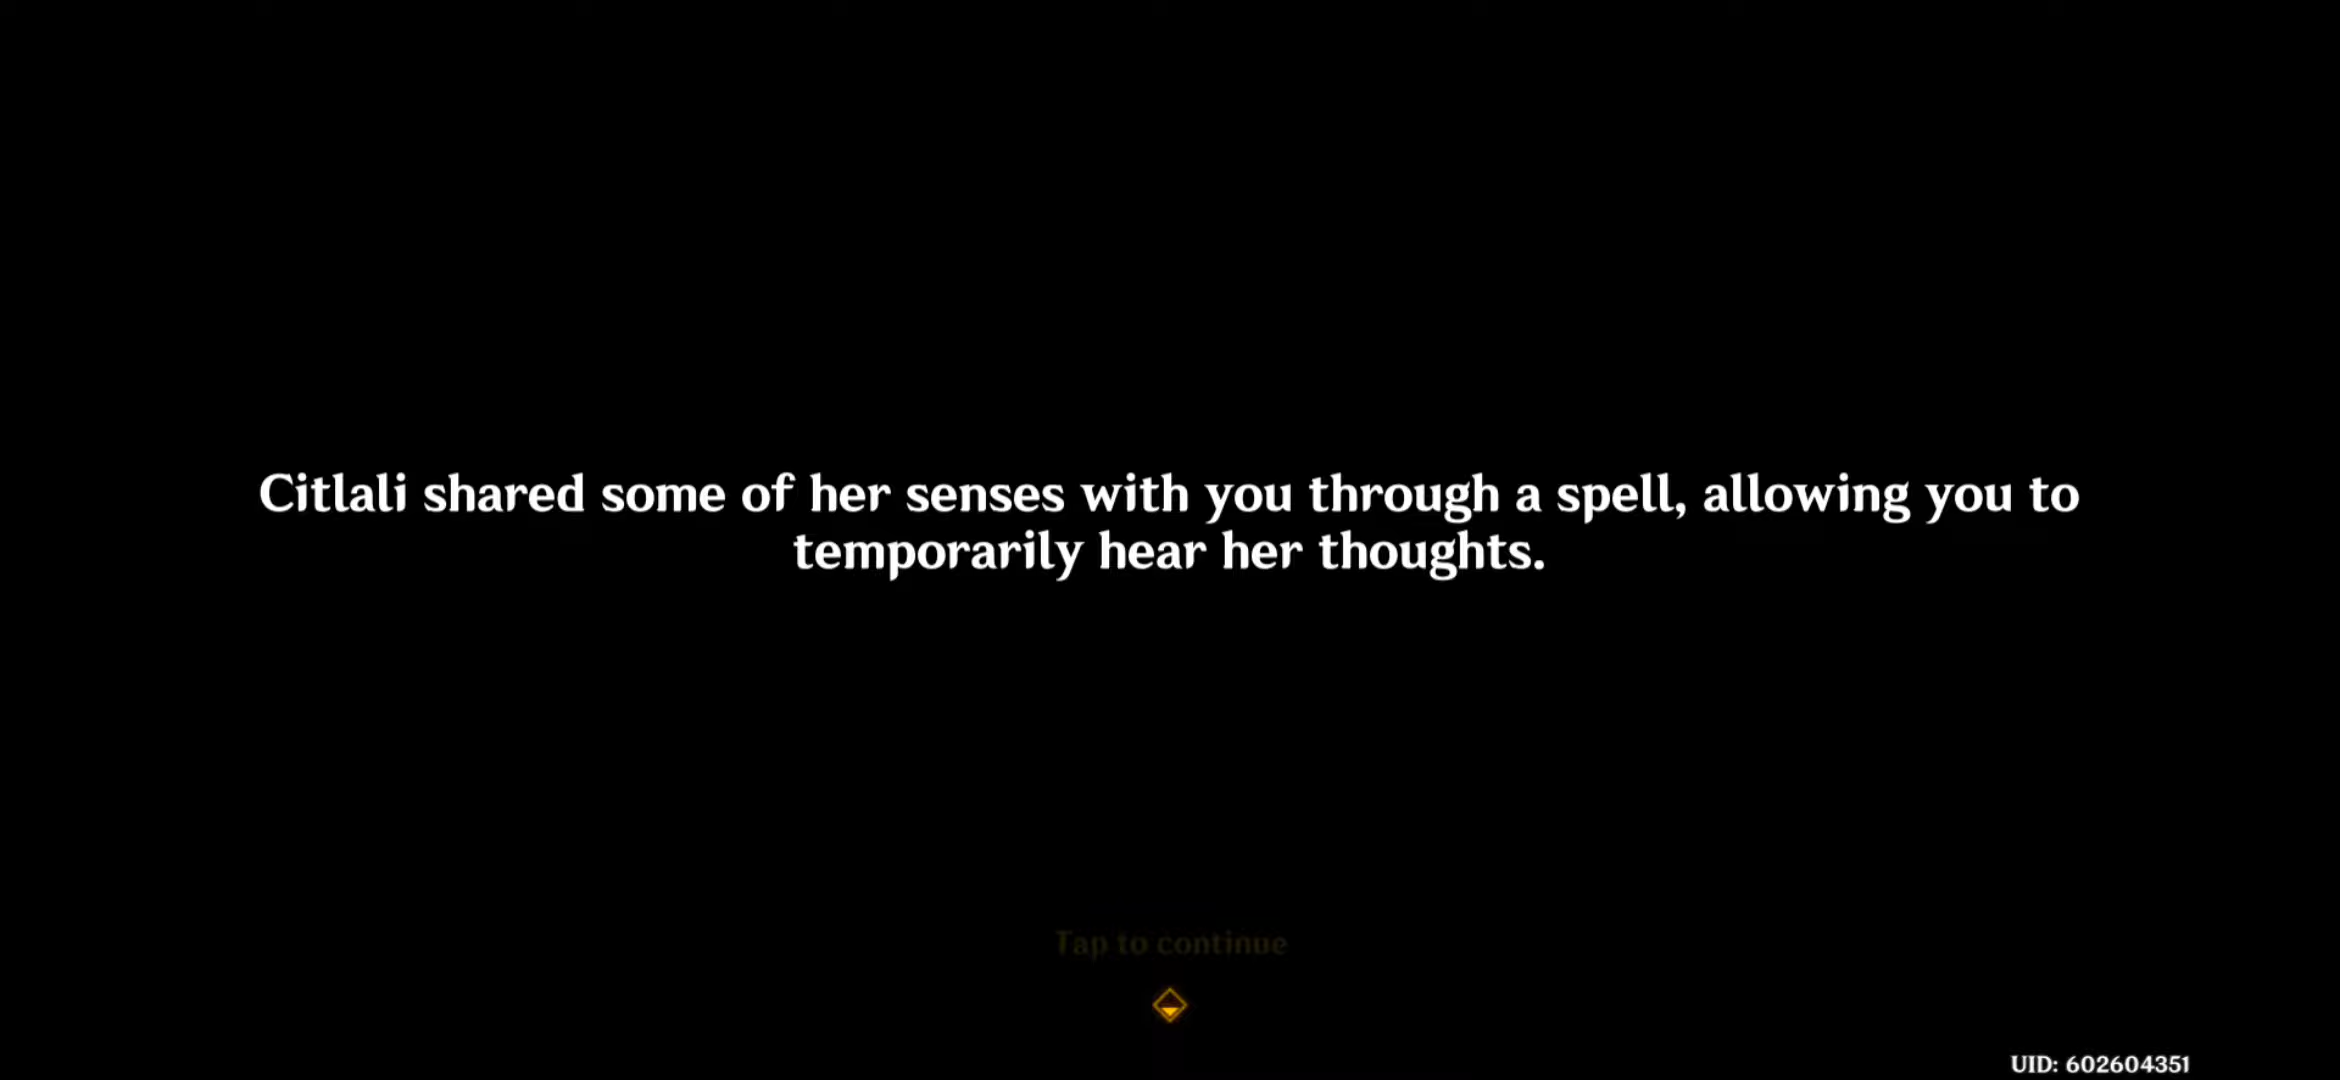 Citlali shared some of her senses with you through a spell, allowing you to
temporarily hear her thoughts.
Tap to continue
UID: 602604351